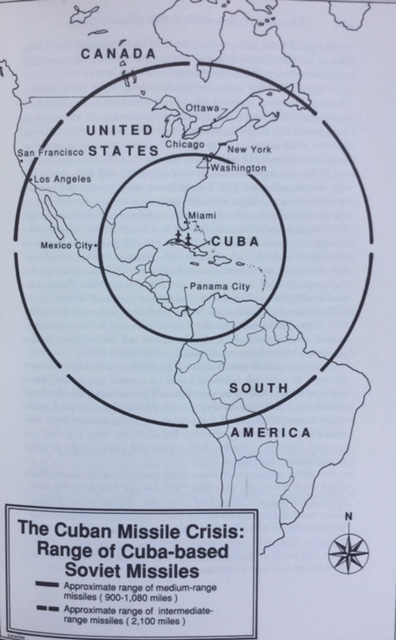 CANADA
Ottawa
UNITED
STATES
Chicago
New York
San Francisco
Washington
Los Angeles
Miami
Mexico City
CUBA
Panama City
SOUTH
AMERICA
N
The Cuban Missile Crisis:
Range of Cuba-based
Soviet Missiles
Approximate range of medium-range
missiles ( 900-1,080 miles )
Approximate range of intermediate-
range missiles ( 2,100 miles )